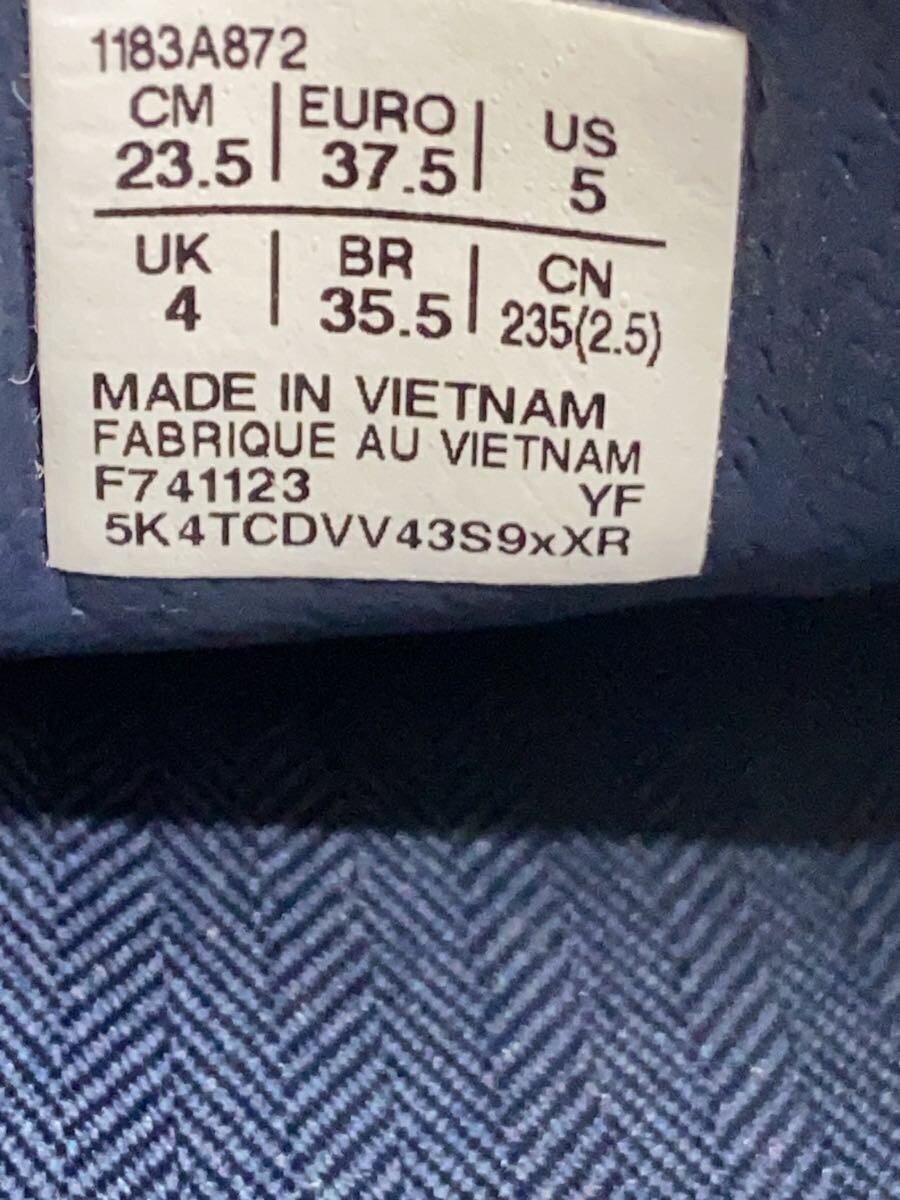 1183A872
CM | EURO | US
23.5 | 37.5 | 5
UK | BR | CN
4 | 35.5 | 235(2.5)
MADE IN VIETNAM
FABRIQUE AU VIETNAM
F741123 YF
5K4TCDVV43S9xXR